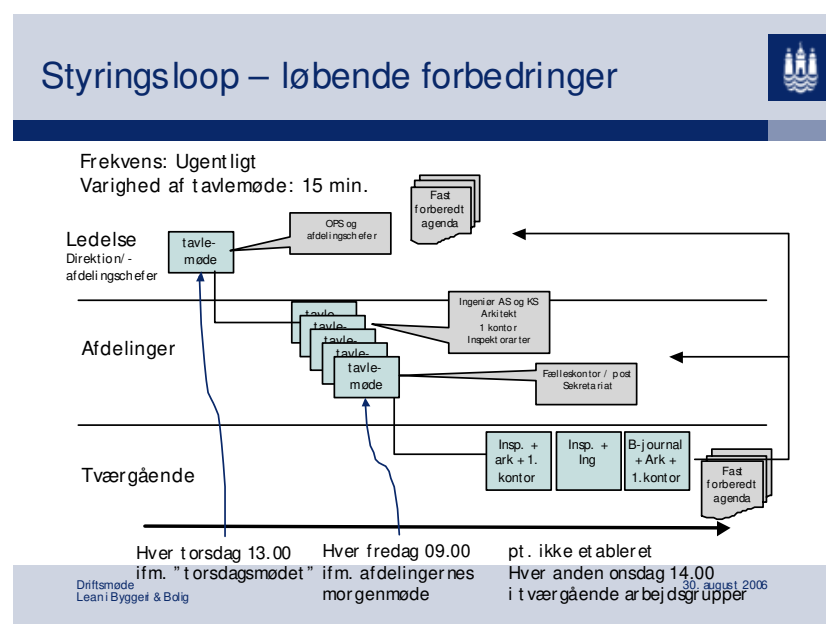 Styringsloop – løbende forbedringer
Frekvens: Ugentligt
Varighed af tavlemøde: 15 min.
Fast
forberedt
agenda
OPS og
afdelingschefer
Ledelse
Direktion/-
afdelingschefer
tavle-
møde
Ingeniør AS og KS
Arkitekt
1 kontor
Inspektorarter
tavle-
tavle-
tavle-
tavle-
tavle-
møde
Afdelinger
Fælleskontor / post
Sekretariat
Insp. +
ark + 1.
kontor
Insp. +
Ing
B-journal
+ Ark +
1.kontor
Tværgående
Fast
forberedt
agenda
Hver torsdag 13.00
ifm. ”torsdagsmødet”
Hver fredag 09.00
ifm. afdelingernes
morgenmøde
pt. ikke etableret
Hver anden onsdag 14.00
i tværgående arbejdsgrupper
Driftsmøde
Lean i Byggeri & Bolig
30. august 2006